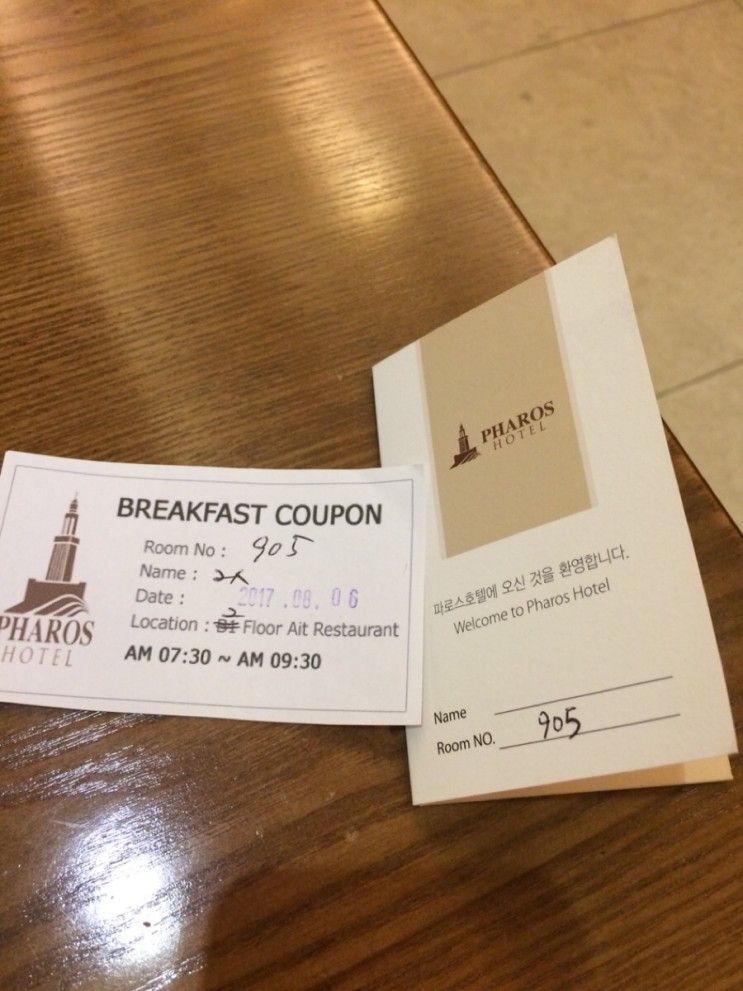 BREAKFAST COUPON
Room No : 905
Name :
Date : 2017.08.06
Location : 2 Floor Ait Restaurant
AM 07:30 ~ AM 09:30
PHAROS
HOTEL
PHAROS
HOTEL
파로스호텔에 오신 것을 환영합니다.
Welcome to Pharos Hotel
Name
Room NO. 905